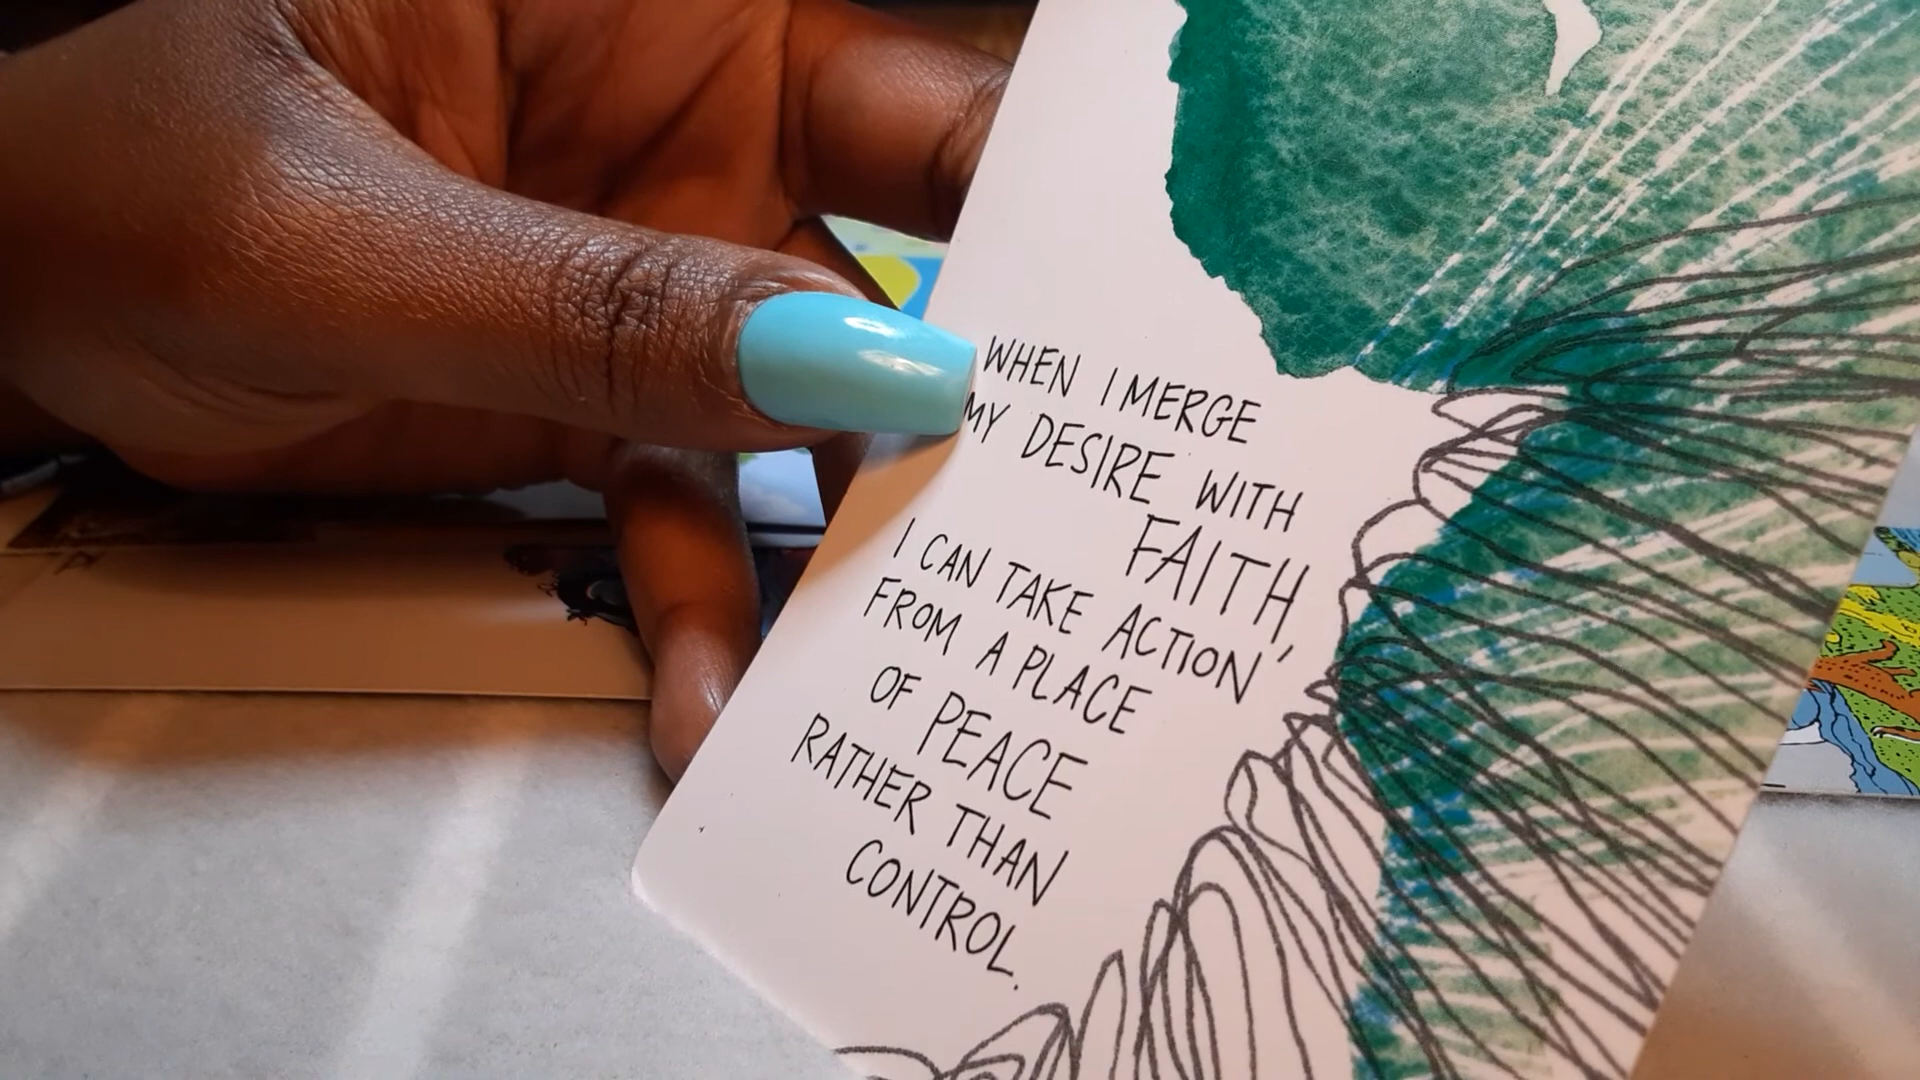 WHEN I MERGE
MY DESIRE WITH
FAITH,
I CAN TAKE ACTION
FROM A PLACE
OF PEACE
RATHER THAN
CONTROL.